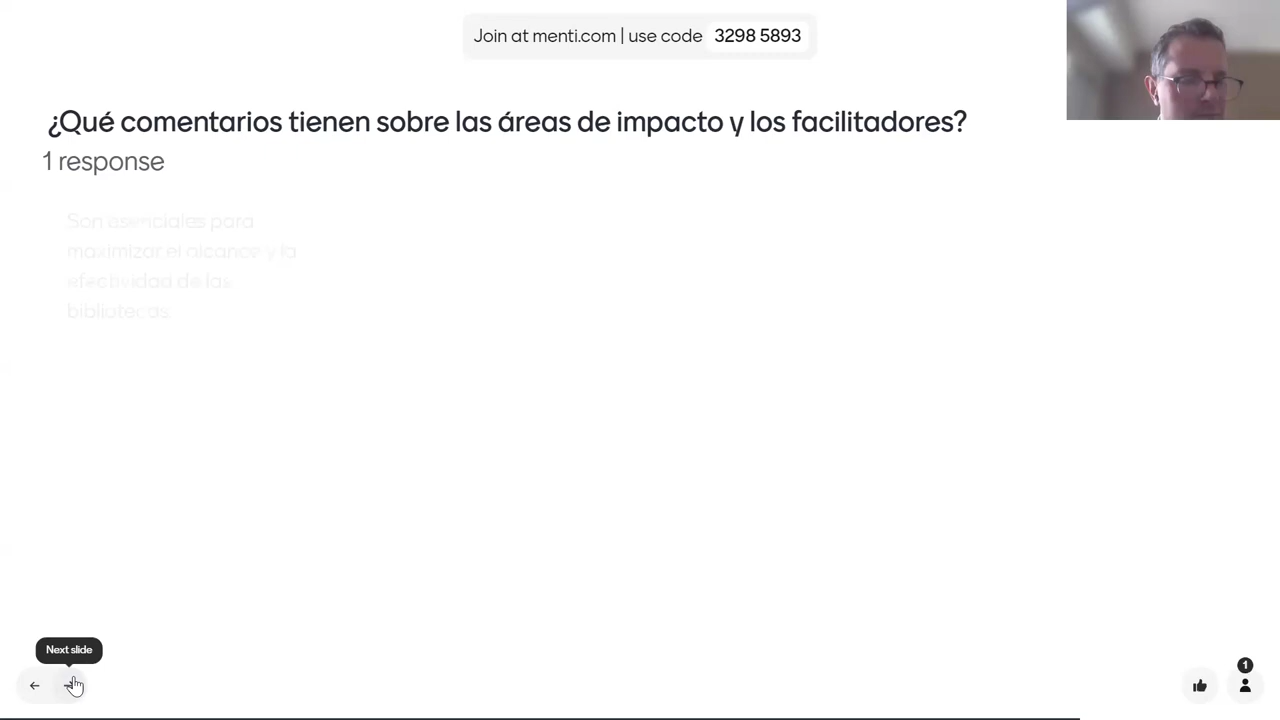 Join at menti.com | use code 3298 5893
¿Qué comentarios tienen sobre las áreas de impacto y los facilitadores?
1 response
Son esenciales para
maximizar el alcance y la
efectividad de las
bibliotecas
Next slide
1